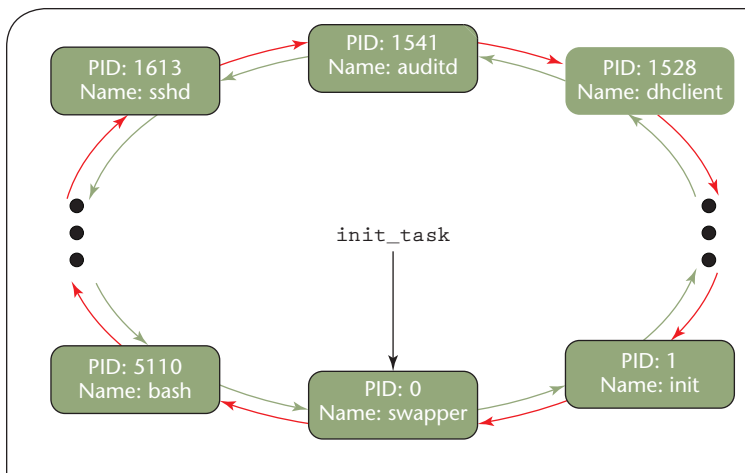 PID: 1541
Name: auditd
PID: 1613
Name: sshd
PID: 1528
Name: dhclient
init_task
PID: 5110
Name: bash
PID: 0
Name: swapper
PID: 1
Name: init